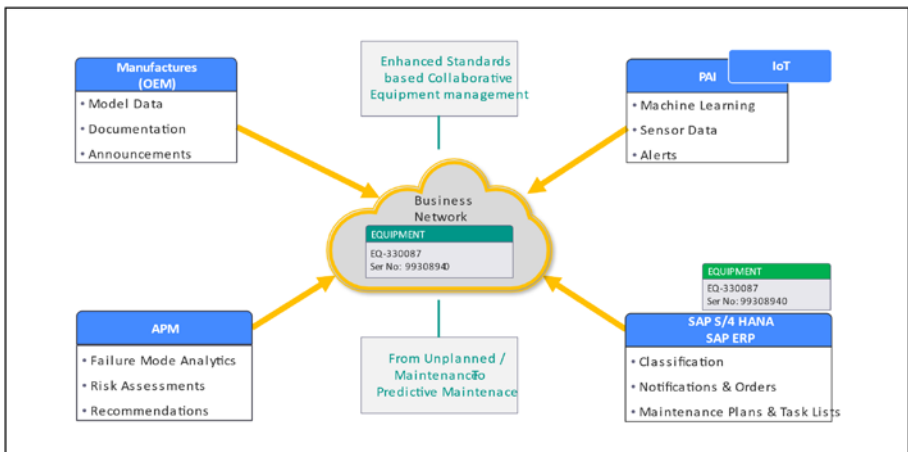 Manufactures
(OEM)
• Model Data
• Documentation
• Announcements
Enhanced Standards
based Collaborative
Equipment management
PAI
IoT
• Machine Learning
• Sensor Data
• Alerts
Business
Network
EQUIPMENT
EQ-330087
Ser No: 99308940
EQUIPMENT
EQ-330087
Ser No: 99308940
APM
• Failure Mode Analytics
• Risk Assessments
• Recommendations
From Unplanned /
MaintenanceTo
Predictive Maintenace
SAP S/4 HANA
SAP ERP
• Classification
• Notifications & Orders
• Maintenance Plans & Task Lists